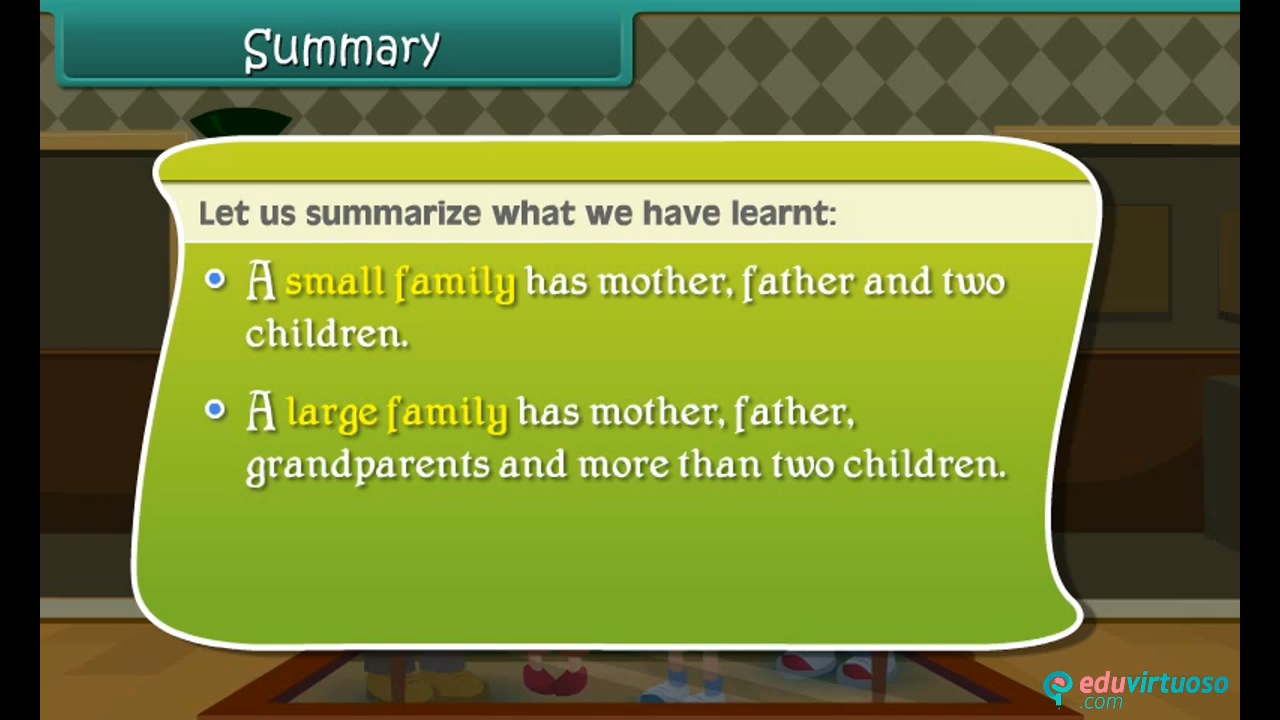 Summary
Let us summarize what we have learnt:
A small family has mother, father and two
children.
A large family has mother, father,
grandparents and more than two children.
eduvirtuoso
.com